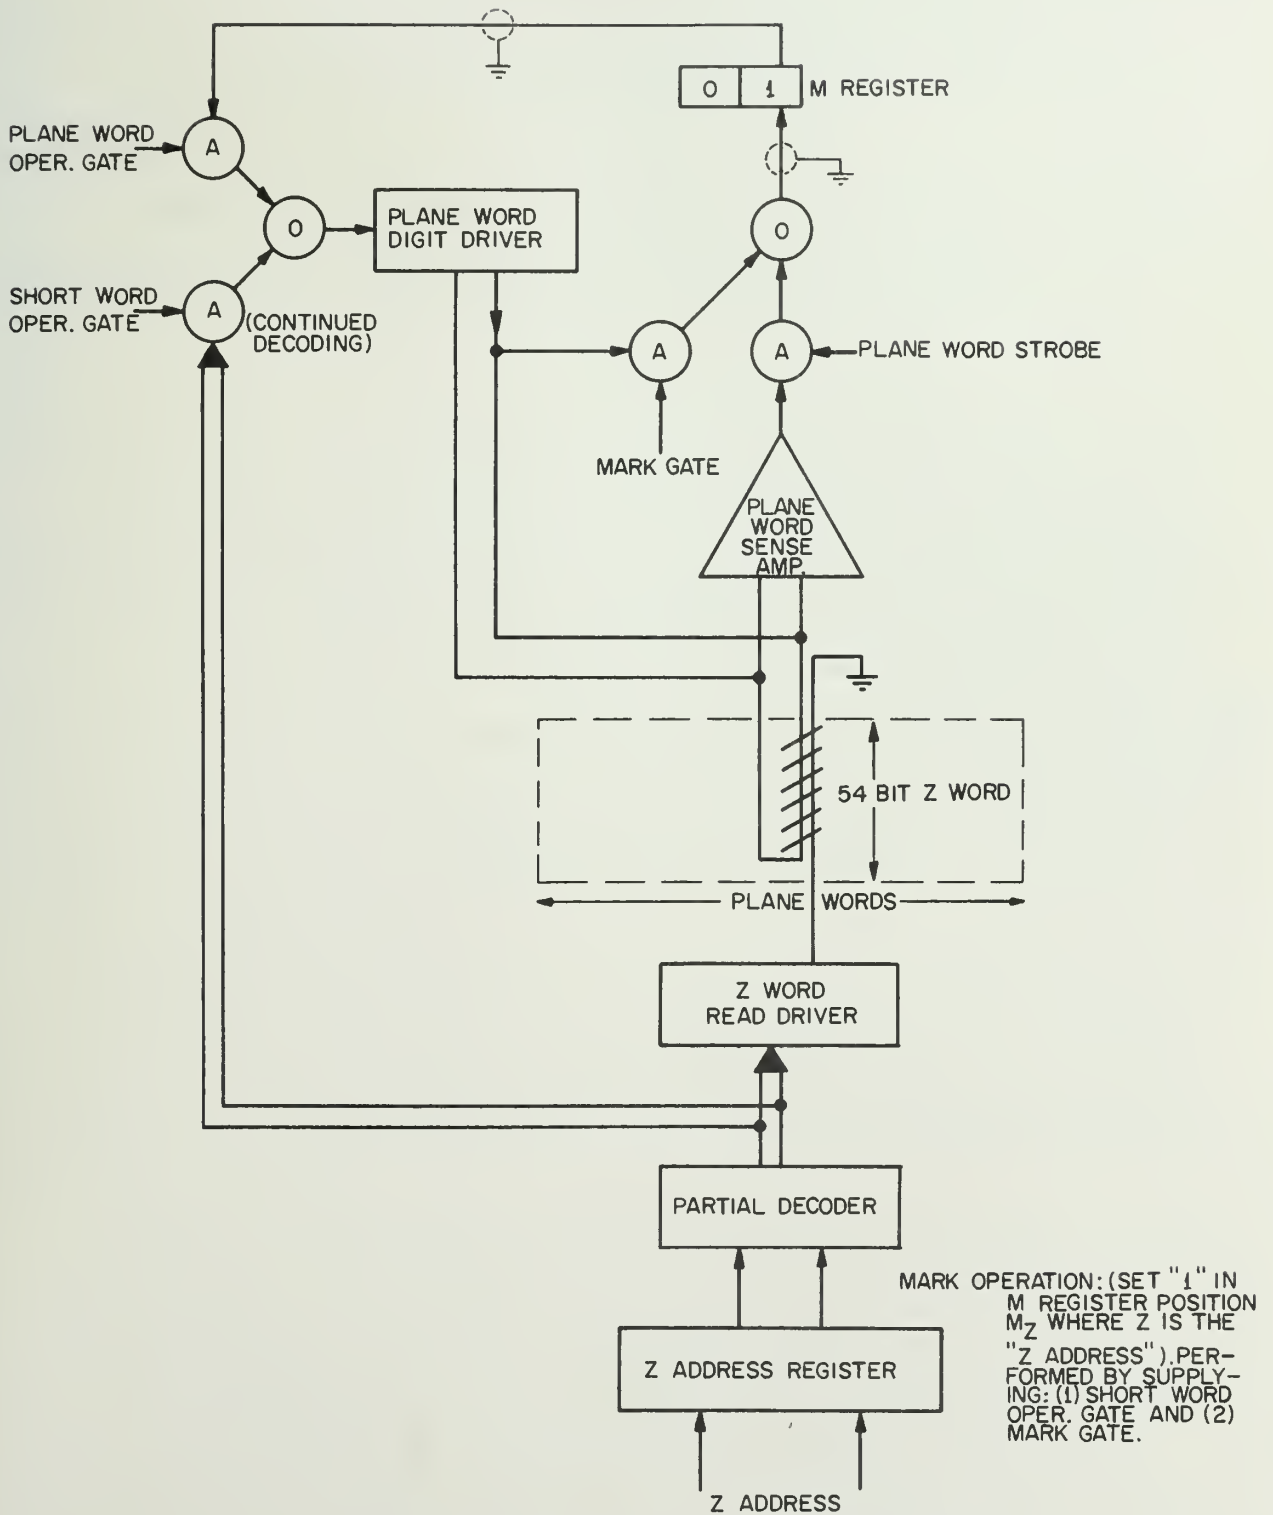 0 1 M REGISTER
PLANE WORD
OPER. GATE
A
O
PLANE WORD
DIGIT DRIVER
O
SHORT WORD
OPER. GATE
A
(CONTINUED
DECODING)
A
A
PLANE WORD STROBE
MARK GATE
PLANE
WORD
SENSE
AMP.
54 BIT Z WORD
PLANE WORDS
Z WORD
READ DRIVER
PARTIAL DECODER
MARK OPERATION: (SET "1" IN
M REGISTER POSITION
MZ WHERE Z IS THE
"Z ADDRESS"). PER-
FORMED BY SUPPLY-
ING: (1) SHORT WORD
OPER. GATE AND (2)
MARK GATE.
Z ADDRESS REGISTER
Z ADDRESS